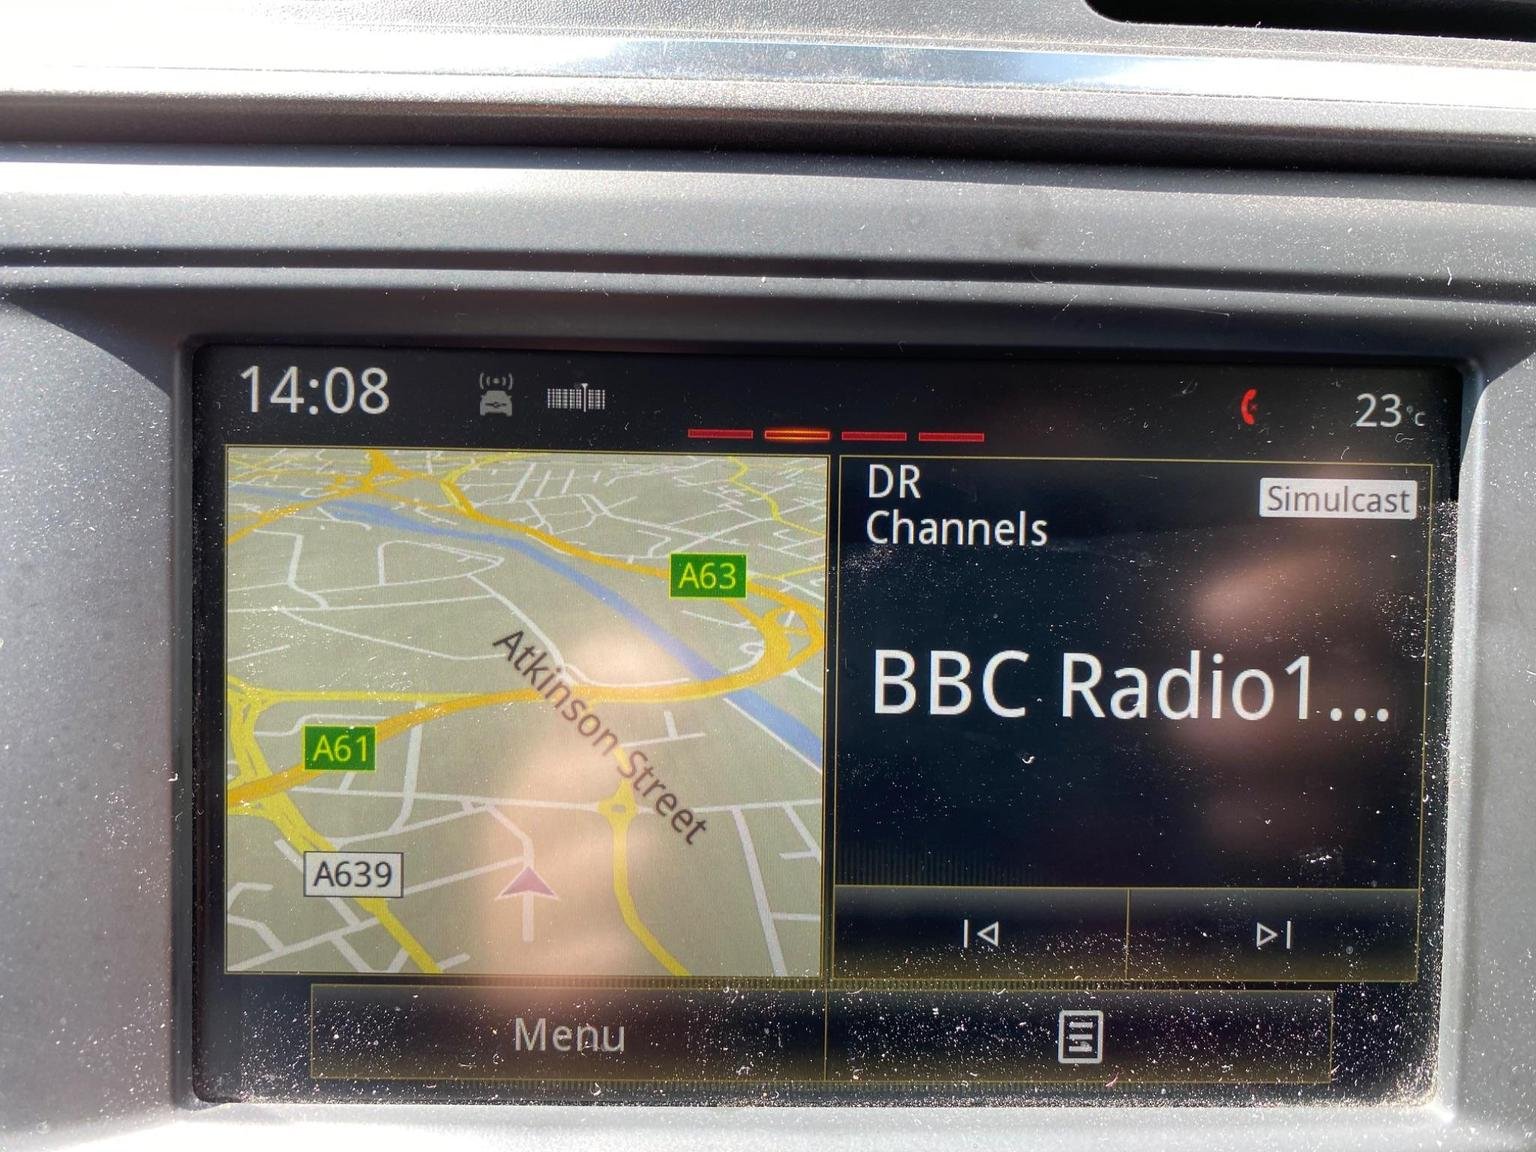 14:08
23°C
A63
Atkinson Street
A61
A639
DR
Channels
Simulcast
BBC Radio1...
Menu